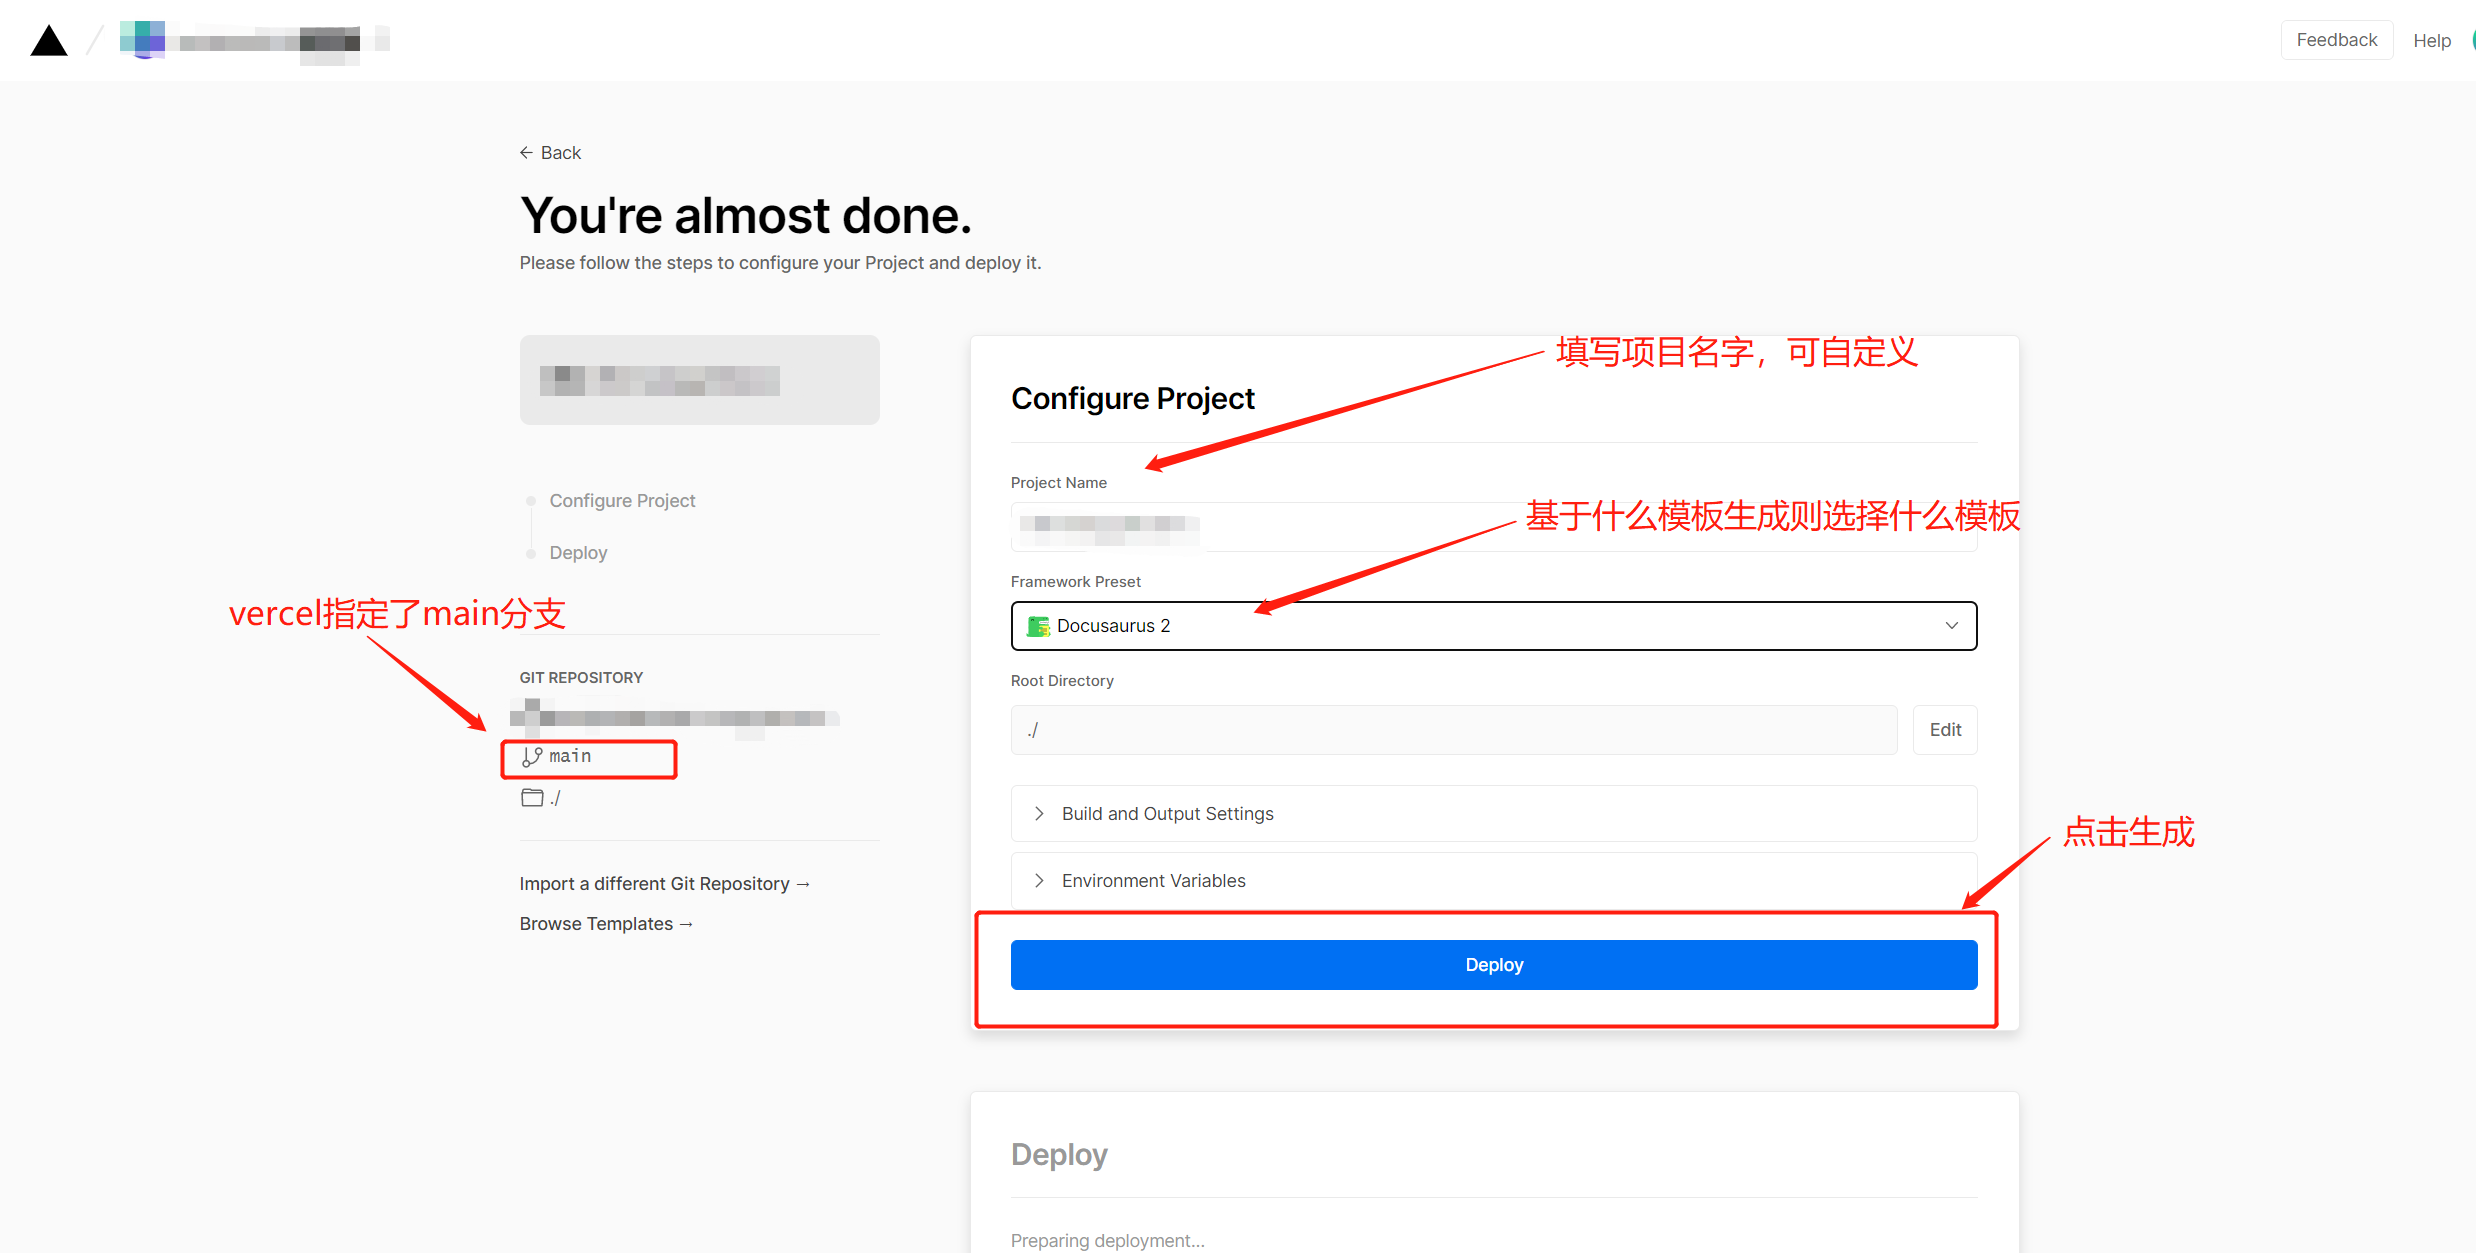 Feedback
Help
← Back
You're almost done.
Please follow the steps to configure your Project and deploy it.
Configure Project
Deploy
vercel指定了main分支
GIT REPOSITORY
main
./
Import a different Git Repository →
Browse Templates →
填写项目名字，可自定义
Configure Project
Project Name
基于什么模板生成则选择什么模板
Framework Preset
Docusaurus 2
Root Directory
./
Edit
Build and Output Settings
Environment Variables
点击生成
Deploy
Deploy
Preparing deployment...